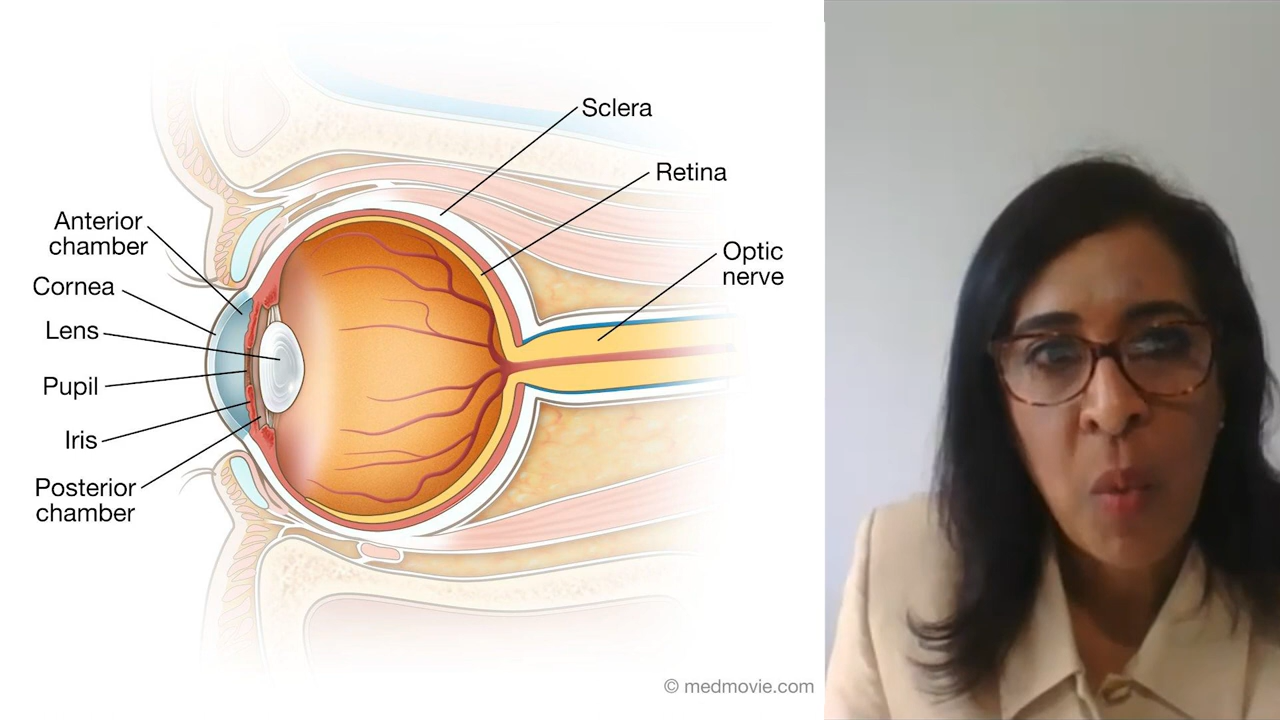 Sclera
Retina
Optic
nerve
Anterior
chamber
Cornea
Lens
Pupil
Iris
Posterior
chamber
© medmovie.com